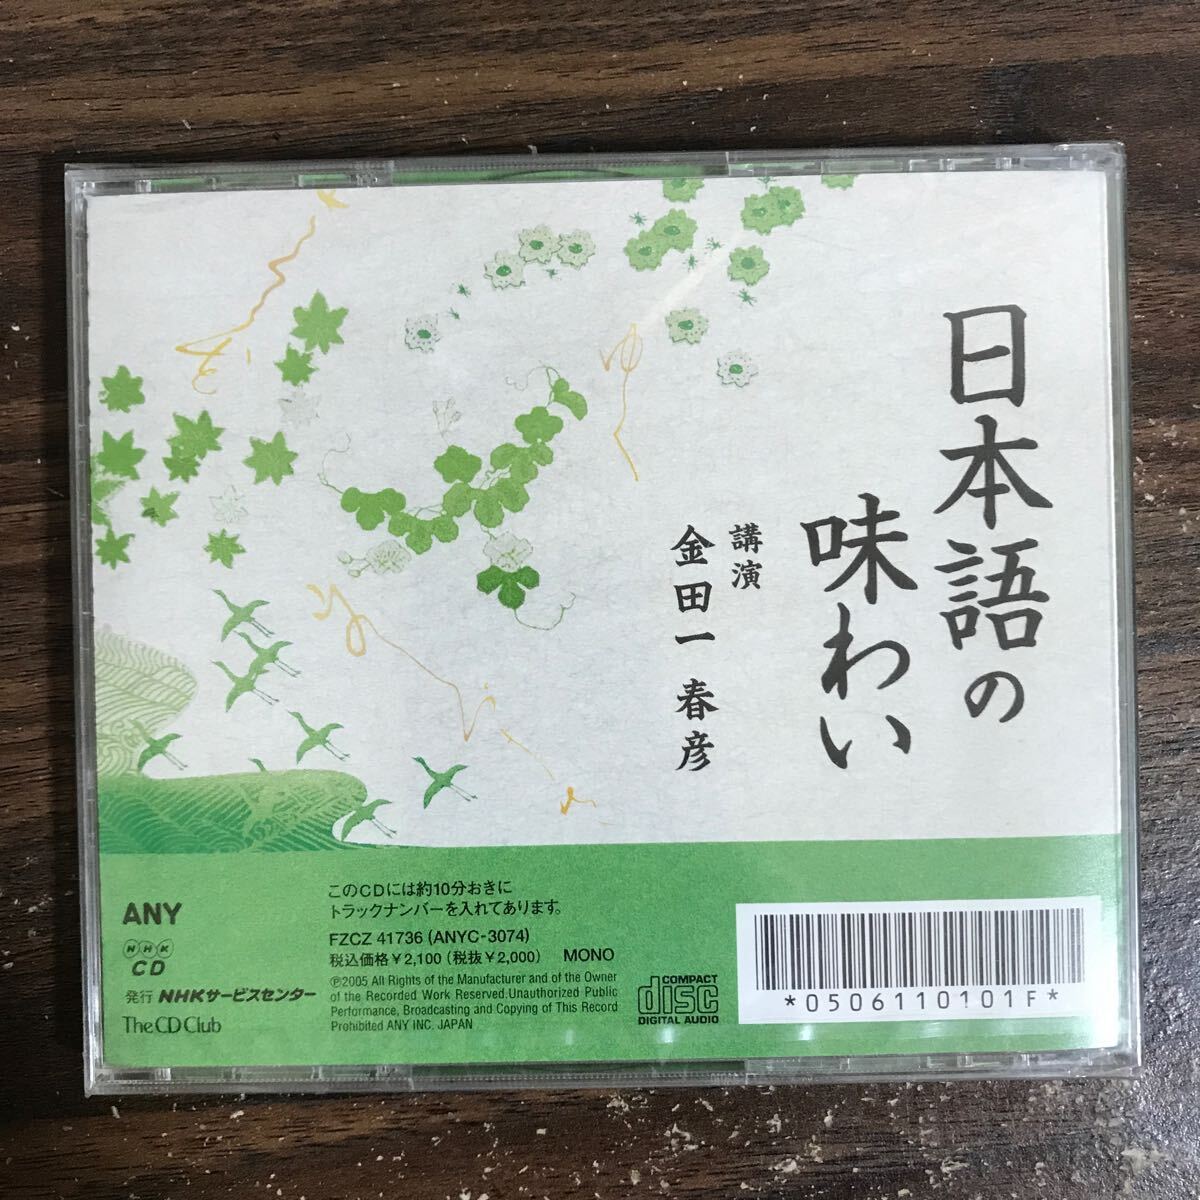 日本語の
味わい
講演
金田一 春彦
ANY
NHK
CD
発行 NHKサービスセンター
The CD Club
このCDには約10分おきに
トラックナンバーを入れてあります。
FZCZ 41736 (ANYC-3074)
税込価格￥2,100 (税抜￥2,000) MONO
Ⓟ2005 All Rights of the Manufacturer and of the Owner
of the Recorded Work Reserved.Unauthorized Public
Performance, Broadcasting and Copying of This Record
Prohibited ANY INC. JAPAN
COMPACT
disc
DIGITAL AUDIO
*0506110101F*